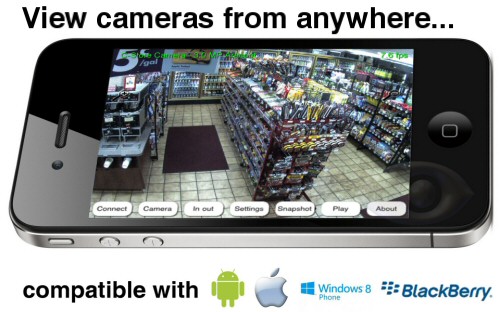 View cameras from anywhere...
7.5 fps
/gal
Connect Camera In out Settings Snapshot Play About
compatible with Windows 8 BlackBerry
Phone